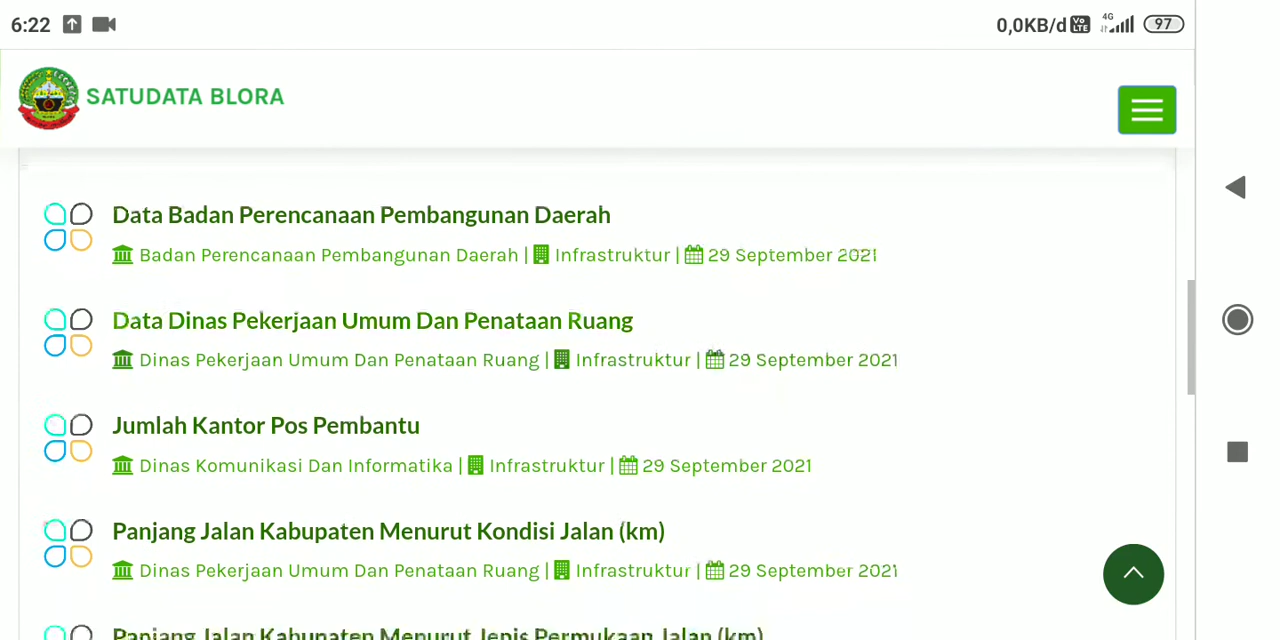 6:22
0,0KB/d Vo LTE 4G 97
SATUDATA BLORA
Data Badan Perencanaan Pembangunan Daerah
Badan Perencanaan Pembangunan Daerah | Infrastruktur | 29 September 2021
Data Dinas Pekerjaan Umum Dan Penataan Ruang
Dinas Pekerjaan Umum Dan Penataan Ruang | Infrastruktur | 29 September 2021
Jumlah Kantor Pos Pembantu
Dinas Komunikasi Dan Informatika | Infrastruktur | 29 September 2021
Panjang Jalan Kabupaten Menurut Kondisi Jalan (km)
Dinas Pekerjaan Umum Dan Penataan Ruang | Infrastruktur | 29 September 2021
Panjang Jalan Kabupaten Menurut Jenis Permukaan Jalan (km)